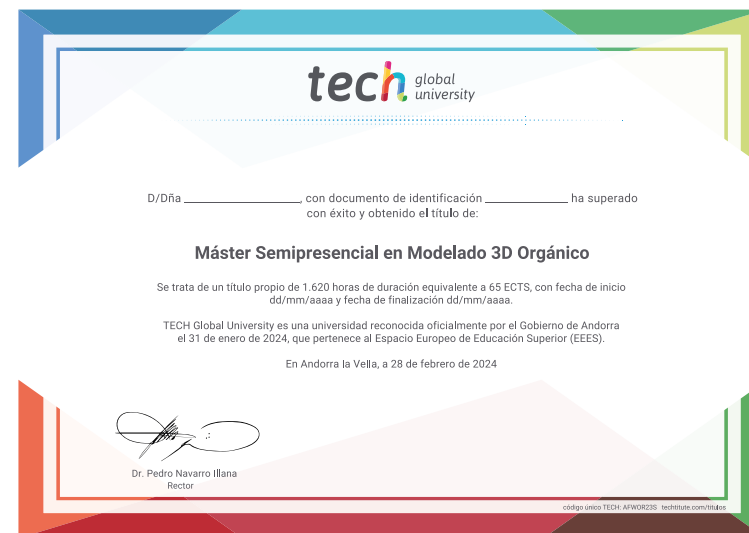 tech global university
D/Dña ____________, con documento de identificación ____________ ha superado
con éxito y obtenido el título de:
Máster Semipresencial en Modelado 3D Orgánico
Se trata de un título propio de 1.620 horas de duración equivalente a 65 ECTS, con fecha de inicio
dd/mm/aaaa y fecha de finalización dd/mm/aaaa.
TECH Global University es una universidad reconocida oficialmente por el Gobierno de Andorra
el 31 de enero de 2024, que pertenece al Espacio Europeo de Educación Superior (EEES).
En Andorra la Vella, a 28 de febrero de 2024
Dr. Pedro Navarro Illana
Rector
código único TECH: AFWOR23S techtitute.com/titulos